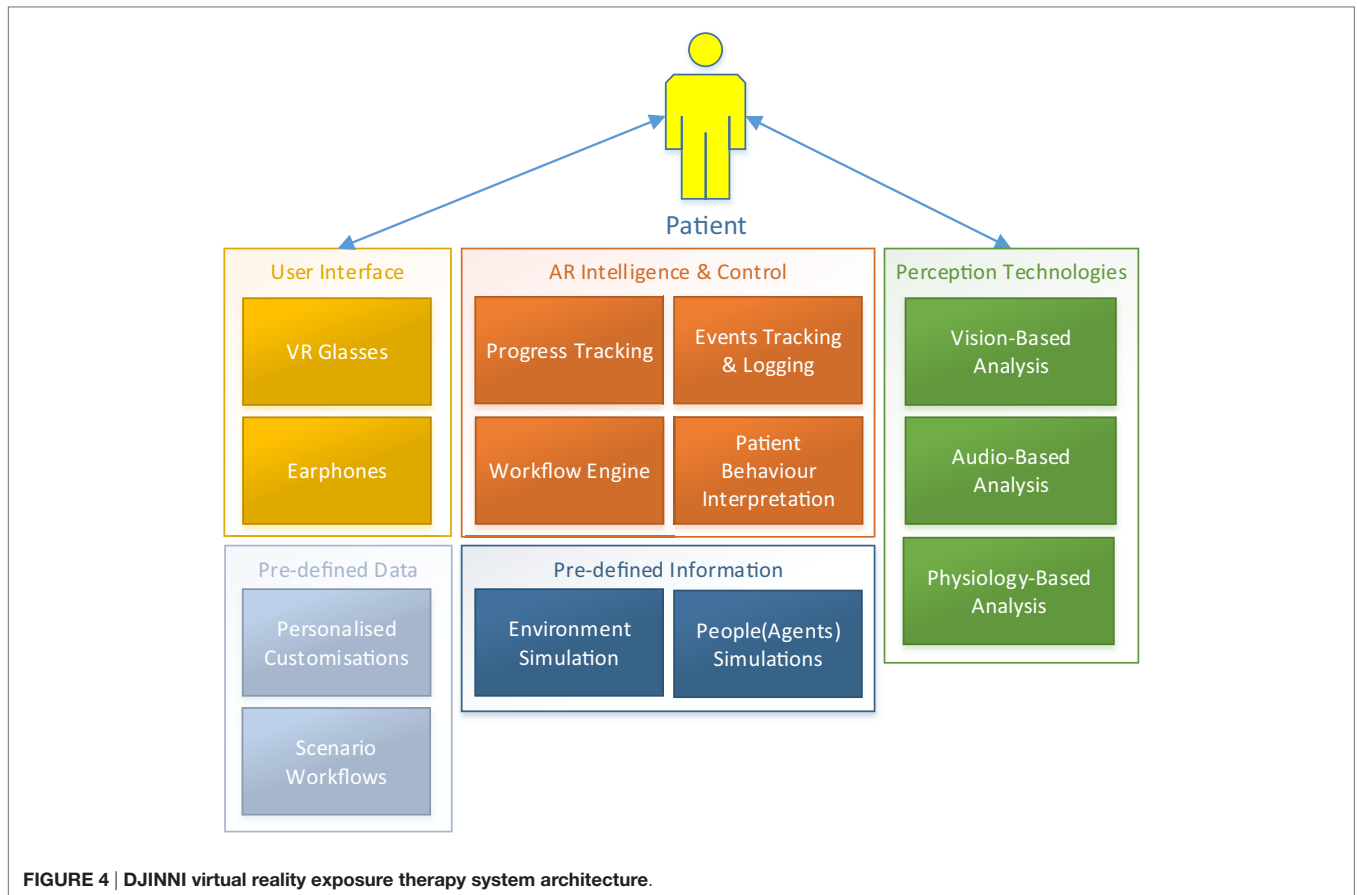 Patient
User Interface
VR Glasses
Earphones
AR Intelligence & Control
Progress Tracking
Events Tracking
& Logging
Workflow Engine
Patient
Behaviour
Interpretation
Perception Technologies
Vision-Based
Analysis
Audio-Based
Analysis
Physiology-Based
Analysis
Pre-defined Data
Personalised
Customisations
Scenario
Workflows
Pre-defined Information
Environment
Simulation
People(Agents)
Simulations
FIGURE 4 | DJINNI virtual reality exposure therapy system architecture.